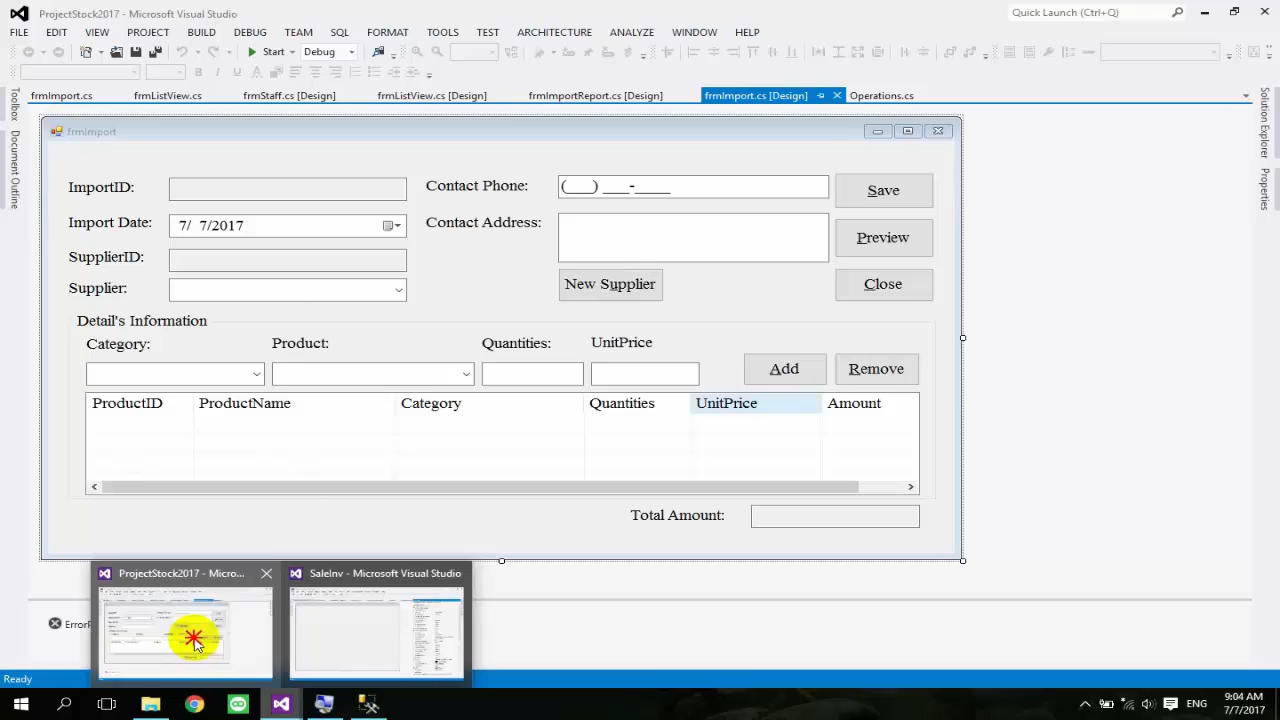 ProjectStock2017 - Microsoft Visual Studio
Quick Launch (Ctrl+Q)
FILE EDIT VIEW PROJECT BUILD DEBUG TEAM SQL FORMAT TOOLS TEST ARCHITECTURE ANALYZE WINDOW HELP
Start Debug
B I U
frmImport.cs frmListView.cs frmStaff.cs [Design] frmListView.cs [Design] frmImportReport.cs [Design] frmImport.cs [Design] Operations.cs
Toolbox
Document Outline
Solution Explorer
Properties
frmImport
ImportID: Contact Phone: (___) ___-____ Save
Import Date: 7/ 7/2017 Contact Address: Preview
SupplierID:
Supplier: New Supplier Close
Detail's Information
Category: Product: Quantities: UnitPrice
Add Remove
ProductID ProductName Category Quantities UnitPrice Amount
Total Amount:
ProjectStock2017 - Micro... SaleInv - Microsoft Visual Studio
ErrorP
Ready
ENG
9:04 AM
7/7/2017